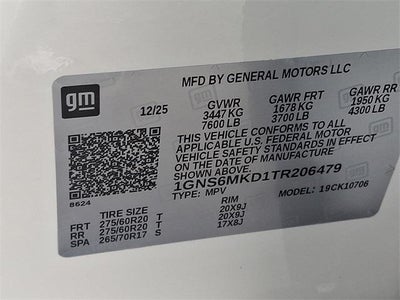 gm
MFD BY GENERAL MOTORS LLC
12/25 GVWR GAWR FRT GAWR RR
3447 KG 1678 KG 1950 KG
7600 LB 3700 LB 4300 LB
THIS VEHICLE CONFORMS TO ALL
APPLICABLE U.S. FEDERAL MOTOR
VEHICLE SAFETY STANDARDS IN
EFFECT ON THE DATE OF MANUFACTURE
SHOWN ABOVE.
1GNS6MKD1TR206479
TYPE: MPV MODEL: 19CK10706
8624
TIRE SIZE RIM
FRT 275/60R20 T 20X9J
RR 275/60R20 T 20X9J
SPA 265/70R17 S 17X8J